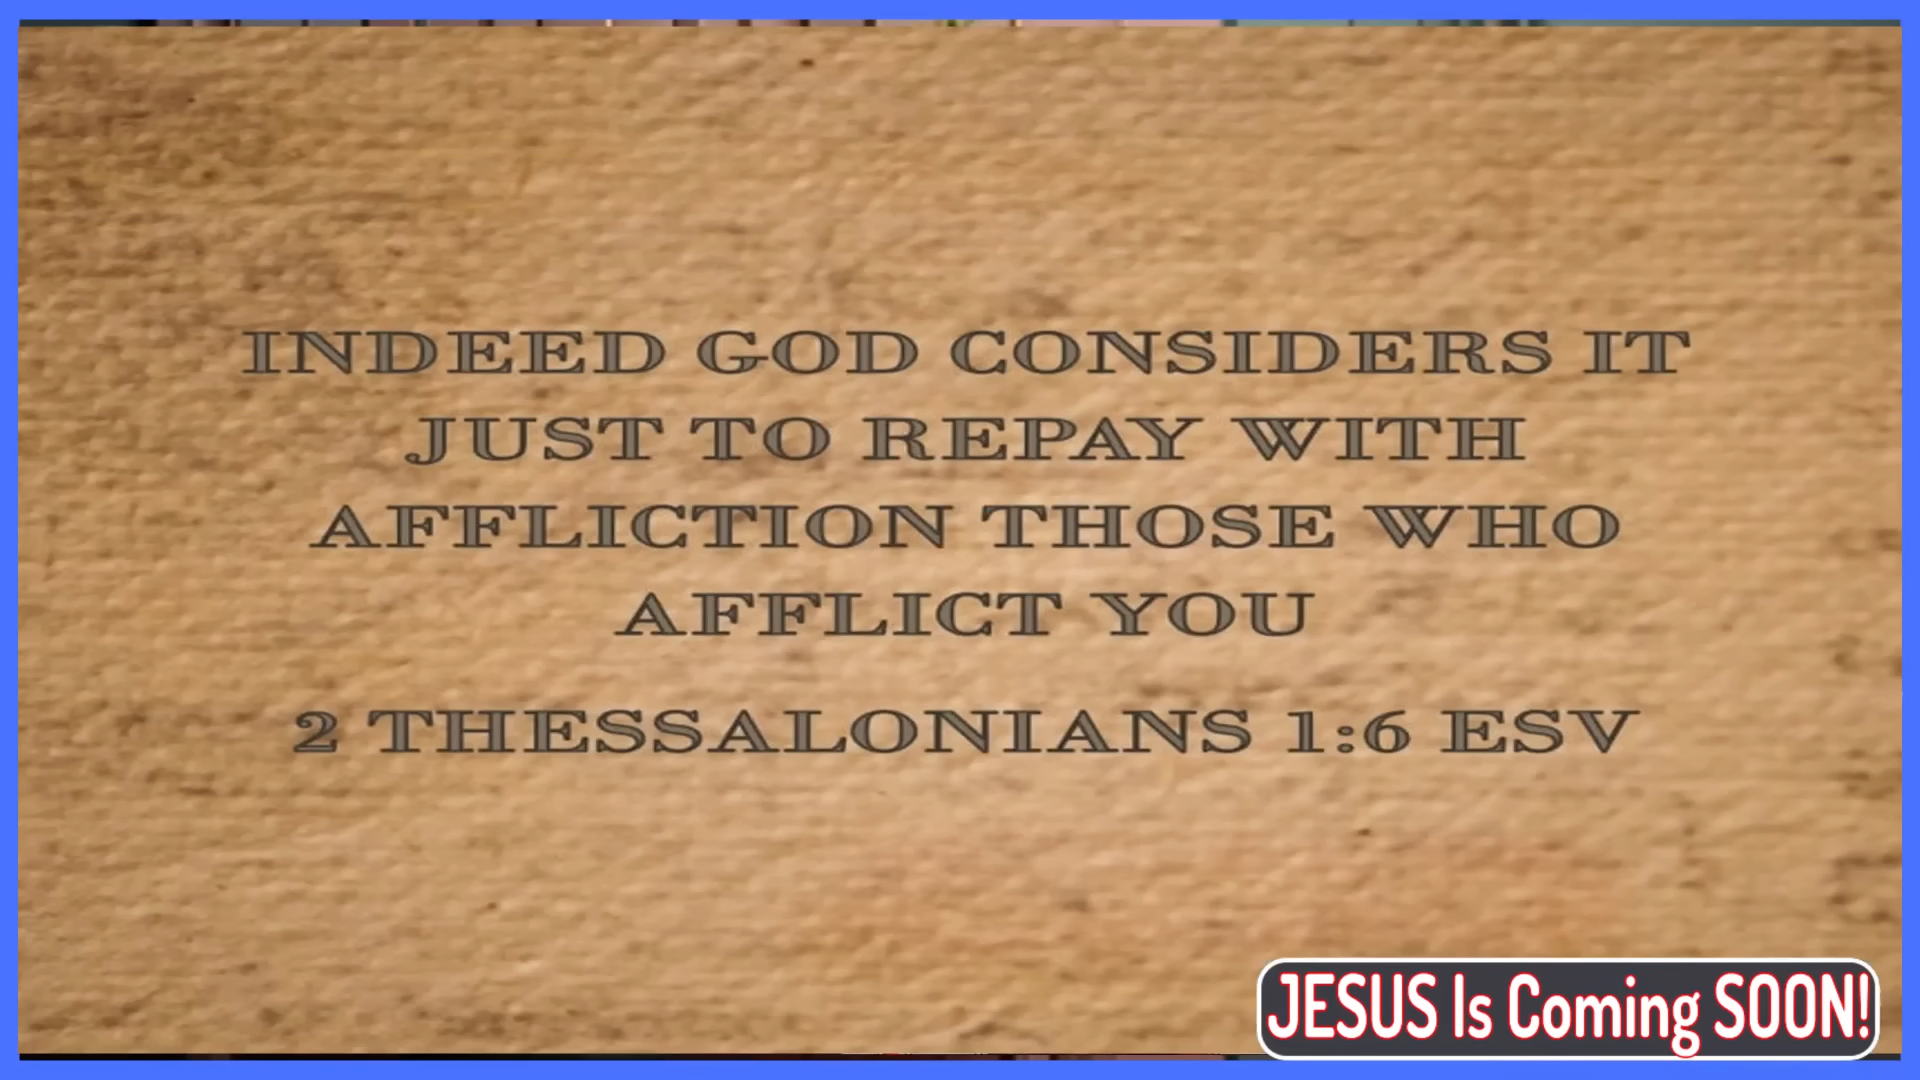 INDEED GOD CONSIDERS IT
JUST TO REPAY WITH
AFFLICTION THOSE WHO
AFFLICT YOU
2 THESSALONIANS 1:6 ESV
JESUS Is Coming SOON!